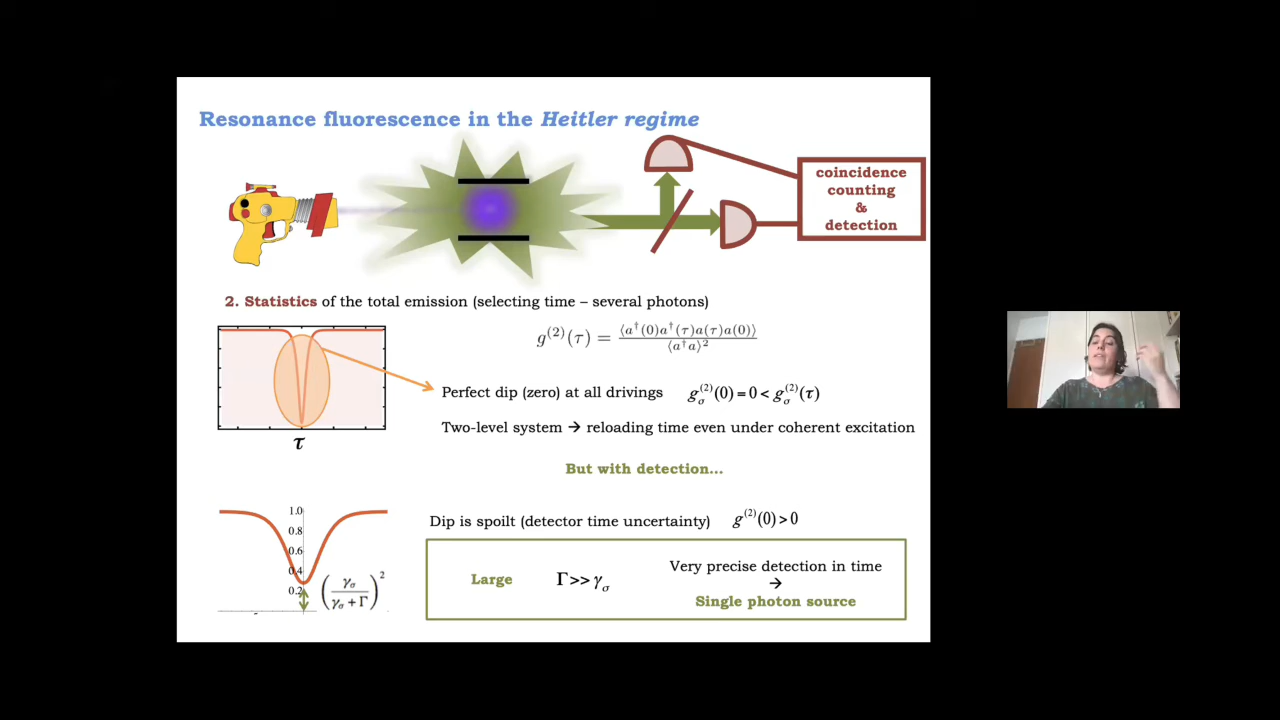 Resonance fluorescence in the Heitler regime
coincidence
counting
&
detection
2. Statistics of the total emission (selecting time – several photons)
g⁽²⁾(τ) = ⟨a†(0)a†(τ)a(τ)a(0)⟩ / ⟨a†a⟩²
Perfect dip (zero) at all drivings g_σ⁽²⁾(0) = 0 < g_σ⁽²⁾(τ)
Two-level system → reloading time even under coherent excitation
τ
But with detection...
1.0
0.8
0.6
0.4
0.2
(γ_σ / (γ_σ + Γ))²
Dip is spoilt (detector time uncertainty) g⁽²⁾(0) > 0
Large Γ >> γ_σ
Very precise detection in time
→
Single photon source